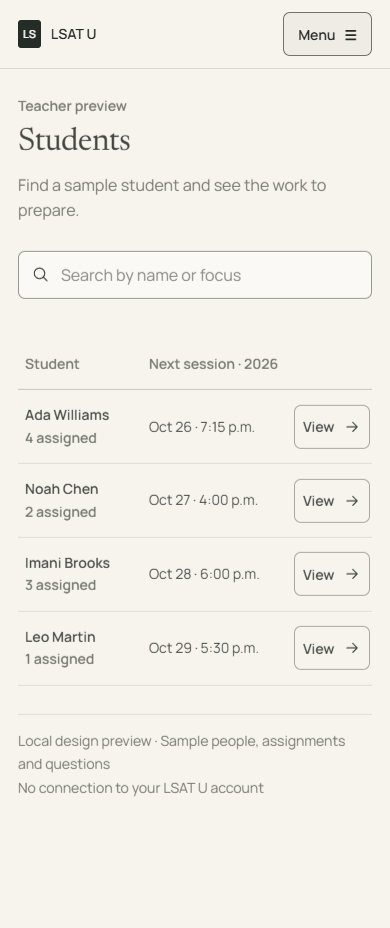 LS LSAT U Menu
Teacher preview
Students
Find a sample student and see the work to
prepare.
Search by name or focus
Student Next session · 2026
Ada Williams
4 assigned
Oct 26 · 7:15 p.m.
View
Noah Chen
2 assigned
Oct 27 · 4:00 p.m.
View
Imani Brooks
3 assigned
Oct 28 · 6:00 p.m.
View
Leo Martin
1 assigned
Oct 29 · 5:30 p.m.
View
Local design preview · Sample people, assignments
and questions
No connection to your LSAT U account